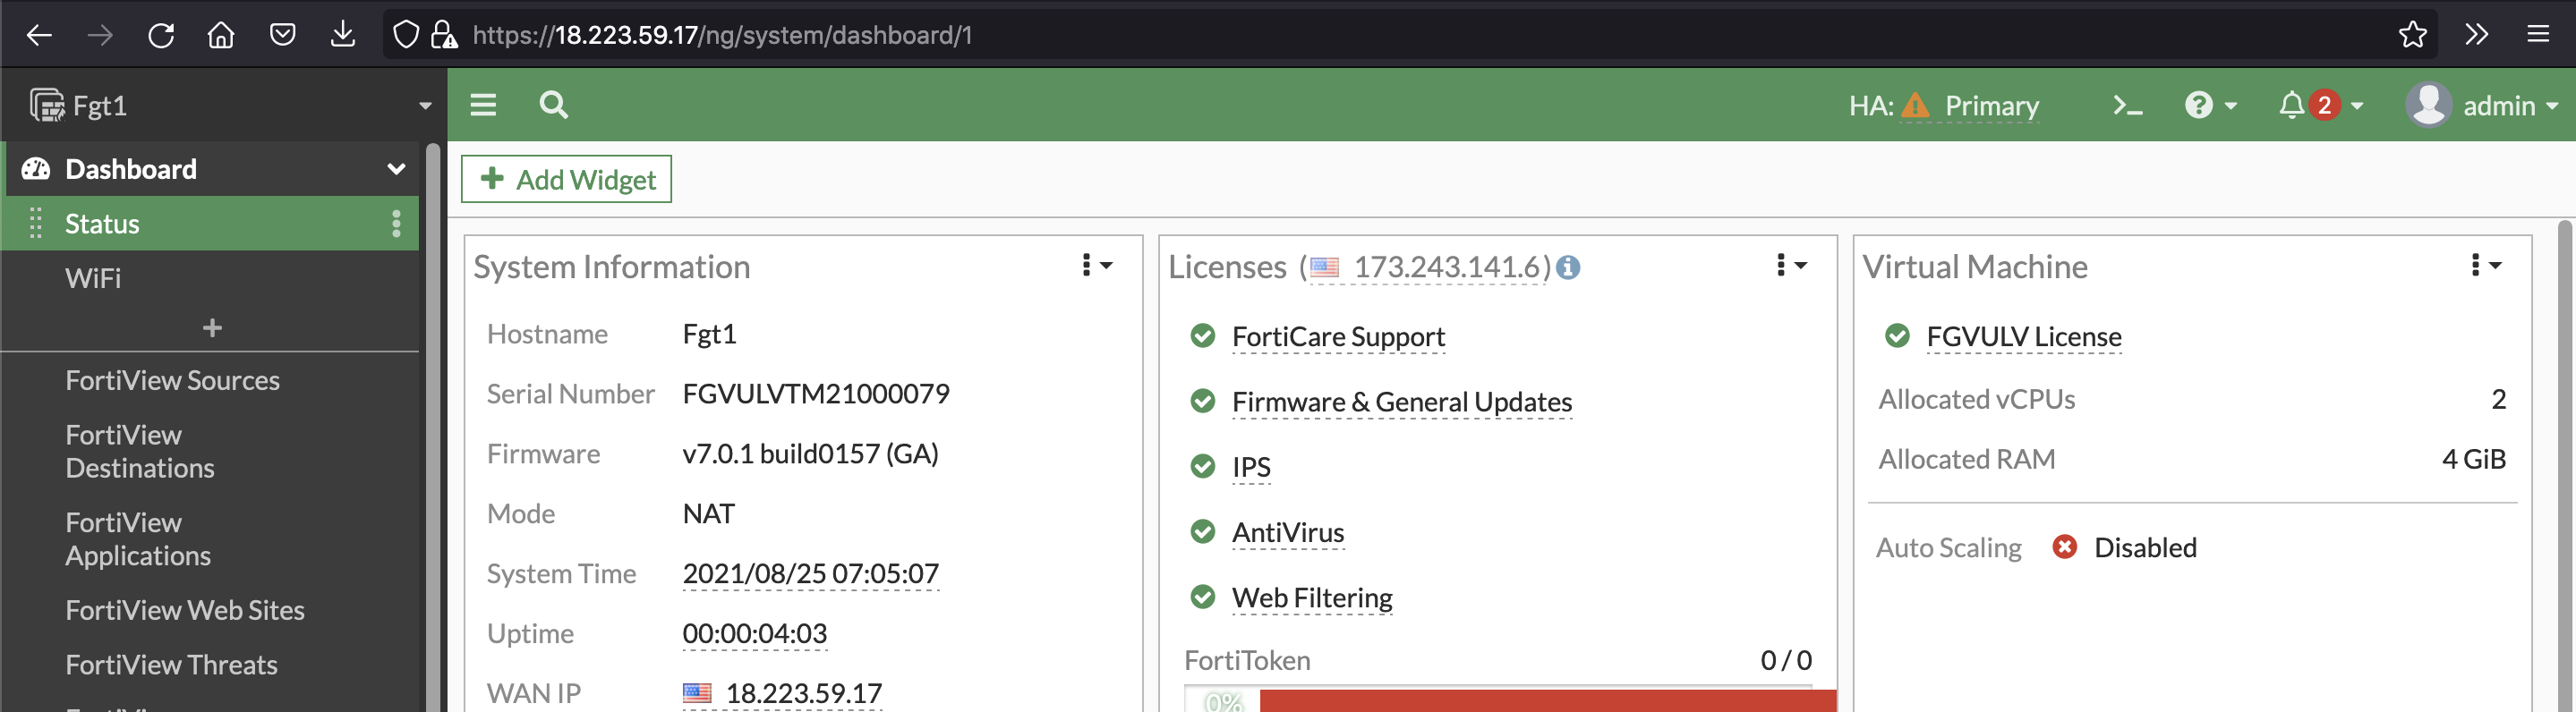 https://18.223.59.17/ng/system/dashboard/1
Fgt1
HA: Primary
2
admin
Dashboard
Status
WiFi
FortiView Sources
FortiView
Destinations
FortiView
Applications
FortiView Web Sites
FortiView Threats
Add Widget
System Information
Hostname Fgt1
Serial Number FGVULVTM21000079
Firmware v7.0.1 build0157 (GA)
Mode NAT
System Time 2021/08/25 07:05:07
Uptime 00:00:04:03
WAN IP 18.223.59.17
Licenses (173.243.141.6)
FortiCare Support
Firmware & General Updates
IPS
AntiVirus
Web Filtering
FortiToken 0 / 0
0%
Virtual Machine
FGVULV License
Allocated vCPUs 2
Allocated RAM 4 GiB
Auto Scaling Disabled